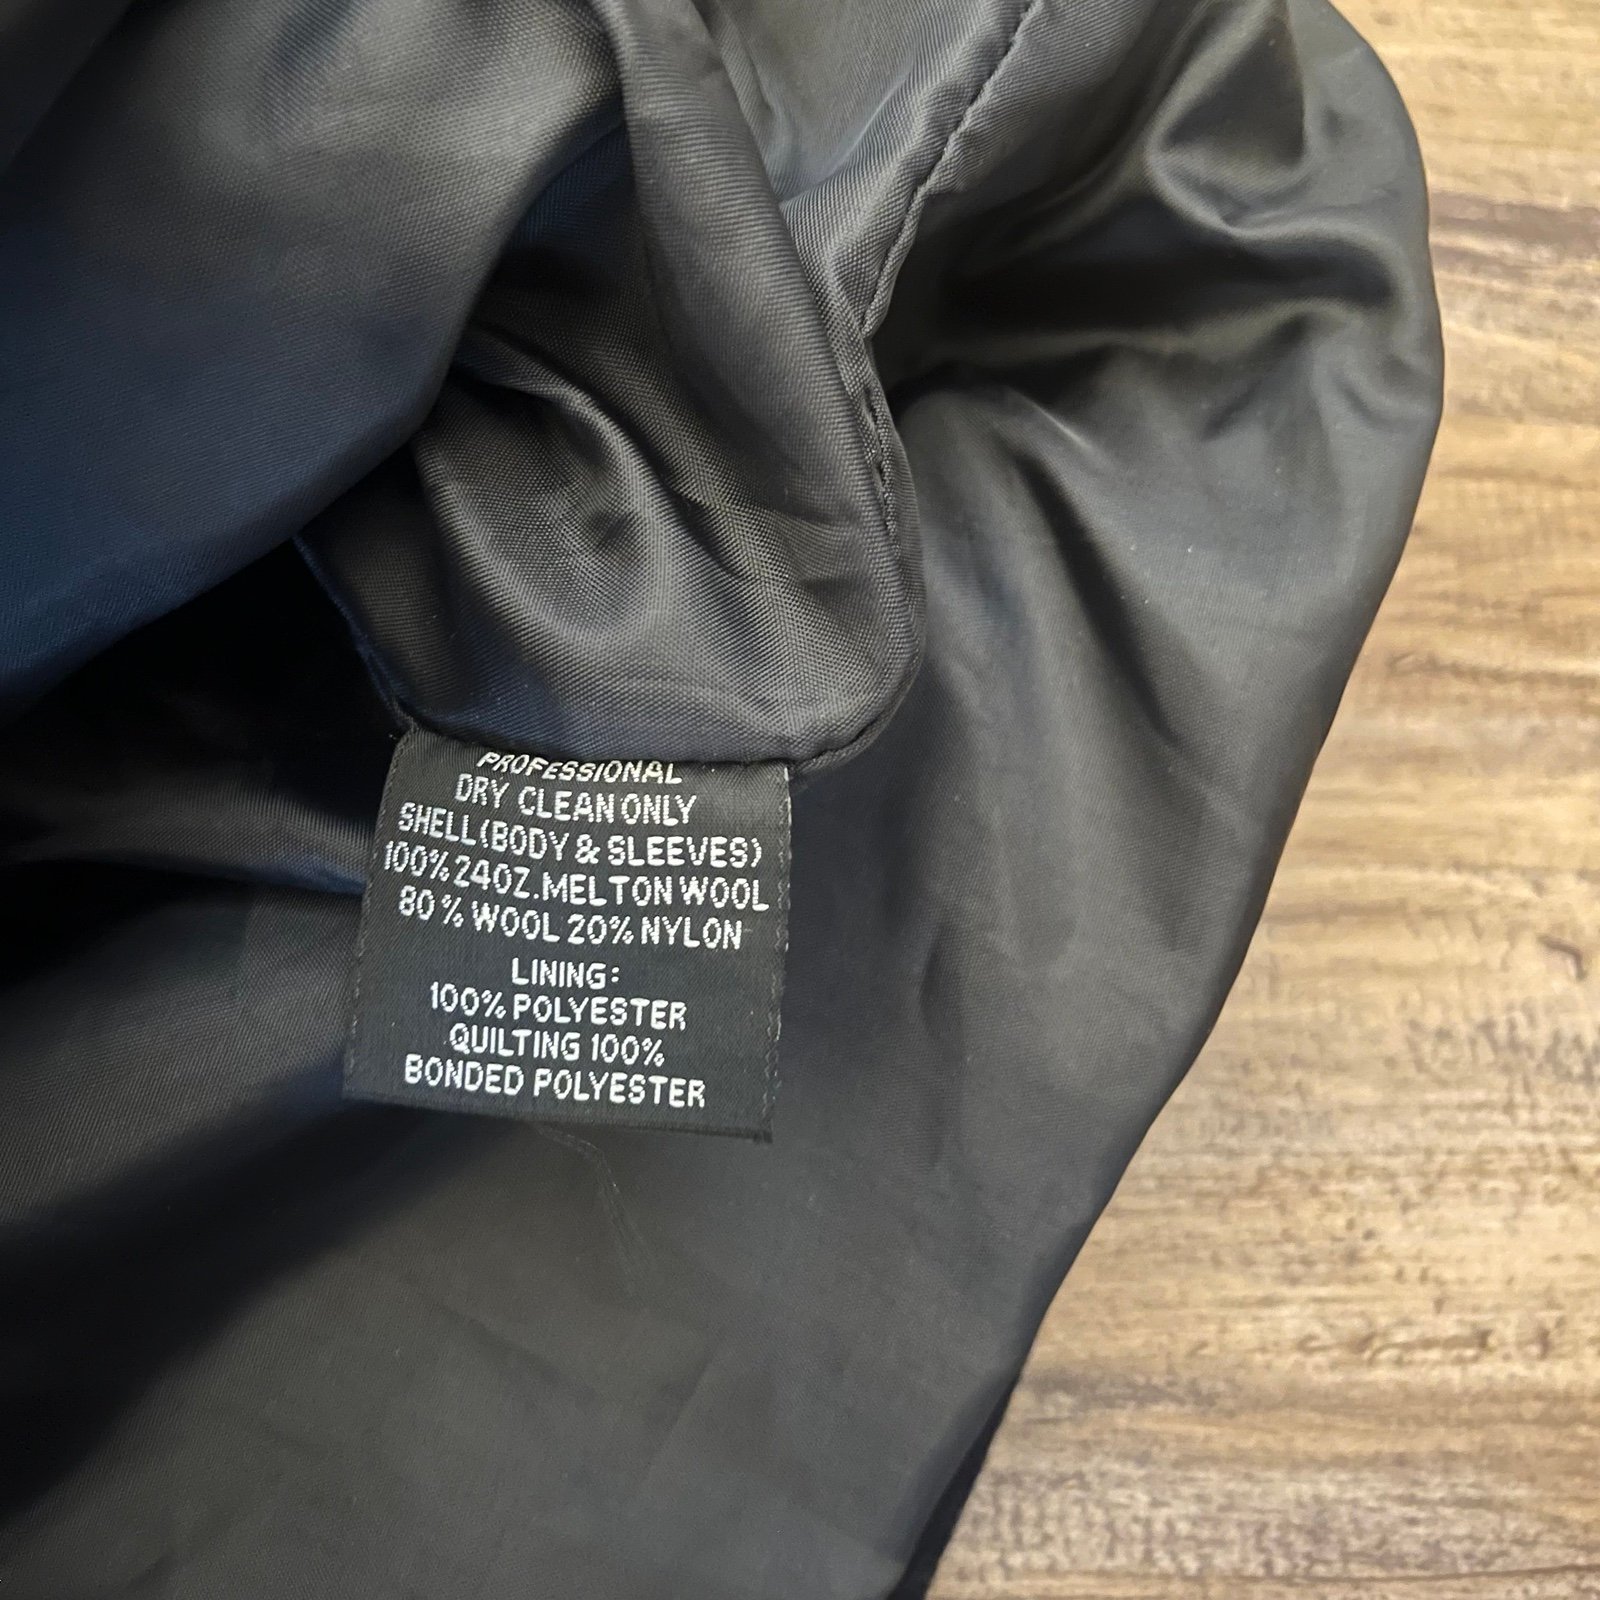 PROFESSIONAL
DRY CLEAN ONLY
SHELL (BODY & SLEEVES)
100% 24OZ. MELTON WOOL
80% WOOL 20% NYLON
LINING:
100% POLYESTER
QUILTING 100%
BONDED POLYESTER